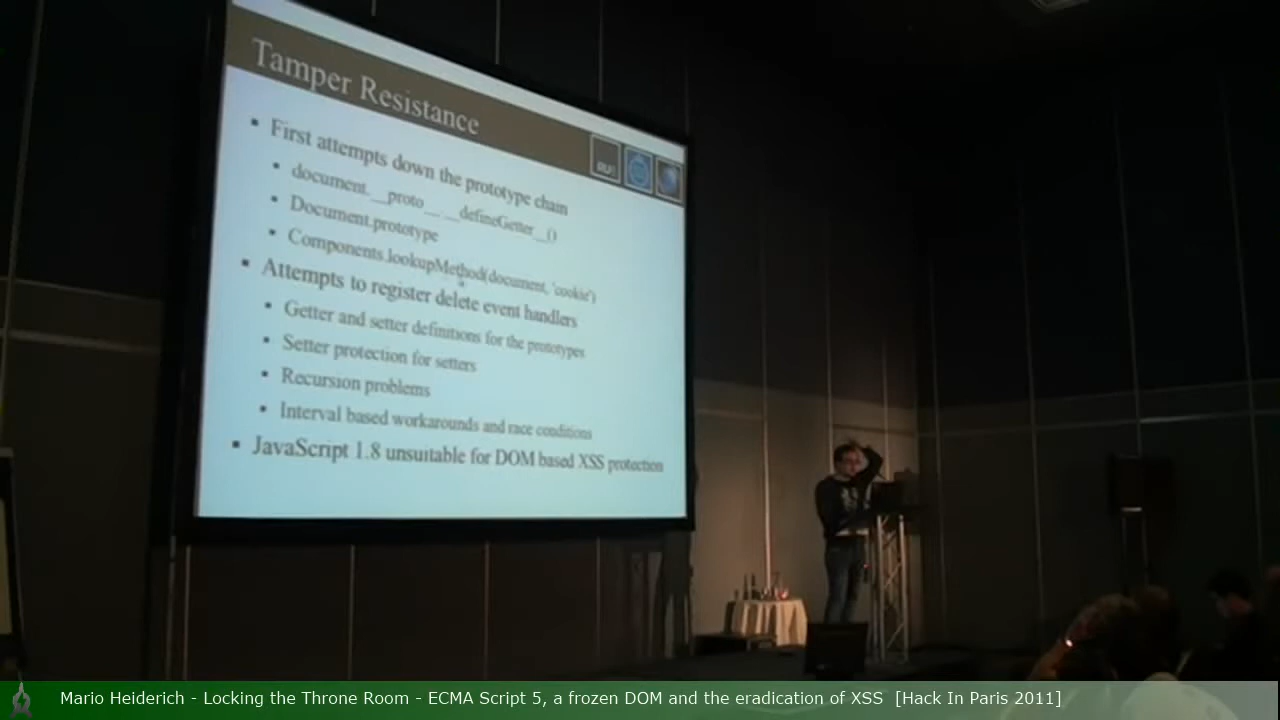 Tamper Resistance
First attempts down the prototype chain
document.__proto__.__defineGetter__()
Document.prototype
Components.lookupMethod(document, 'cookie')
Attempts to register delete event handlers
Getter and setter definitions for the prototypes
Setter protection for setters
Recursion problems
Interval based workarounds and race conditions
JavaScript 1.8 unsuitable for DOM based XSS protection
Mario Heiderich - Locking the Throne Room - ECMA Script 5, a frozen DOM and the eradication of XSS [Hack In Paris 2011]